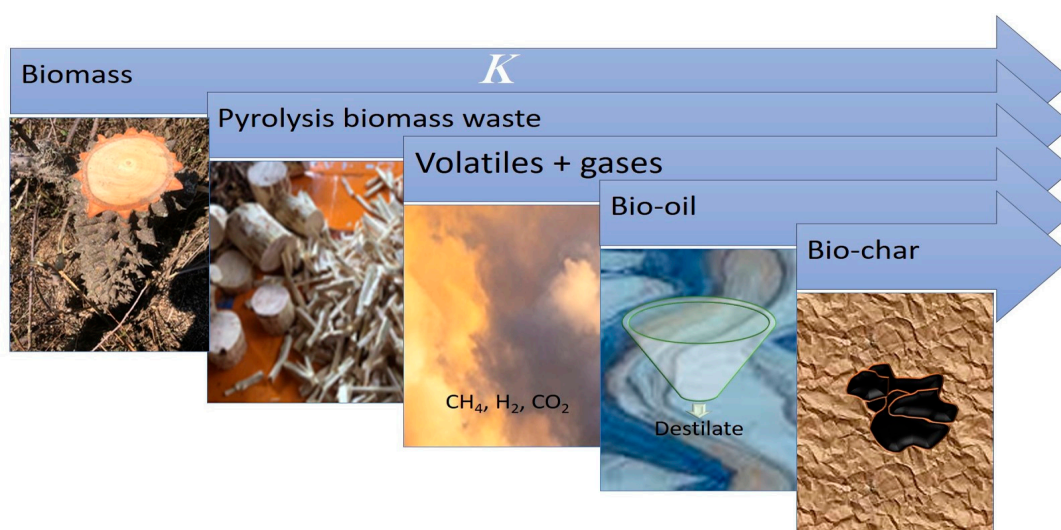 Biomass
K
Pyrolysis biomass waste
Volatiles + gases
Bio-oil
Bio-char
CH₄, H₂, CO₂
Destilate